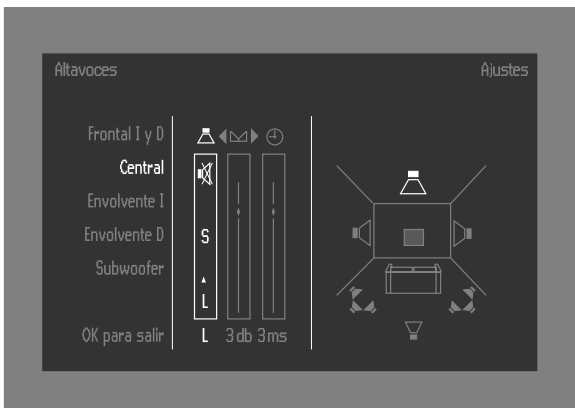 Altavoces
Ajustes
Frontal I y D
Central
Envolvente I
S
Envolvente D
Subwoofer
L
OK para salir L 3 db 3 ms